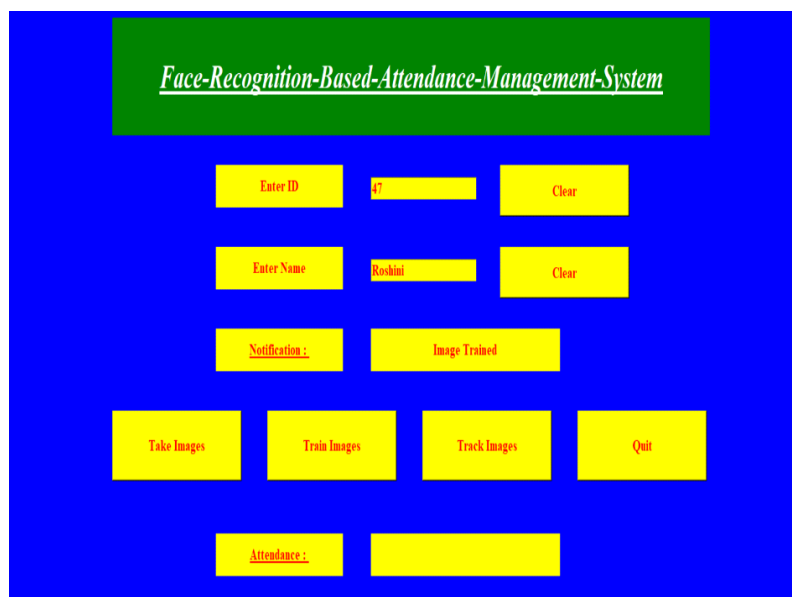 Face-Recognition-Based-Attendance-Management-System
Enter ID 47 Clear
Enter Name Roshini Clear
Notification : Image Trained
Take Images Train Images Track Images Quit
Attendance :